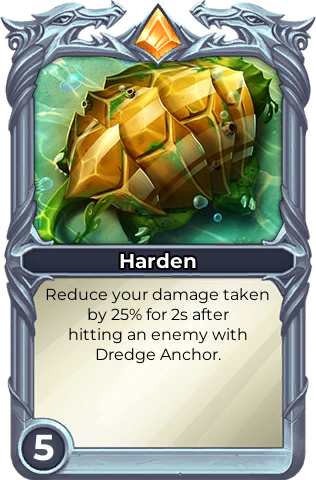 Harden
Reduce your damage taken
by 25% for 2s after
hitting an enemy with
Dredge Anchor.
5